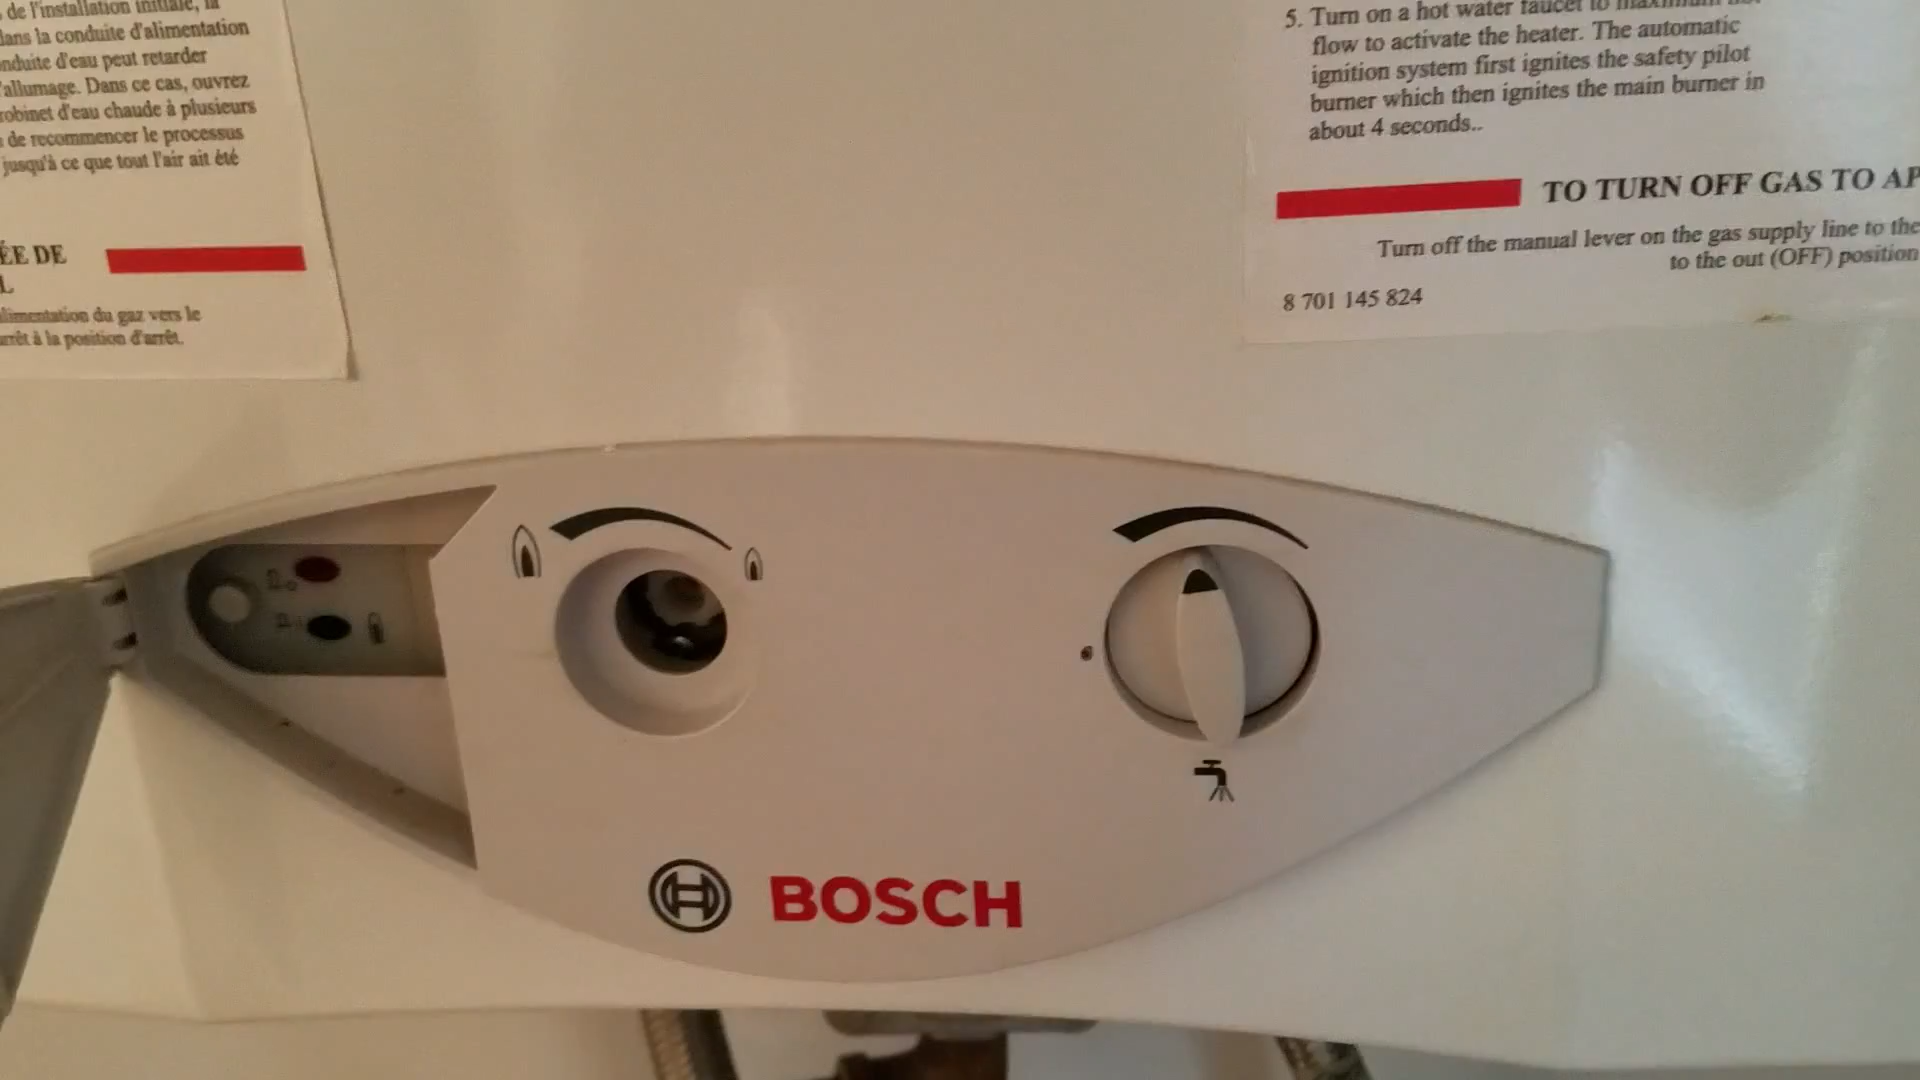 de l'installation initiale, la
dans la conduite d'alimentation
conduite d'eau peut retarder
l'allumage. Dans ce cas, ouvrez
robinet d'eau chaude à plusieurs
de recommencer le processus
jusqu'à ce que tout l'air ait été
ÉE DE
L
alimentation du gaz vers le
arrêt à la position d'arrêt.
5. Turn on a hot water faucet to maximum
flow to activate the heater. The automatic
ignition system first ignites the safety pilot
burner which then ignites the main burner in
about 4 seconds..
TO TURN OFF GAS TO AP
Turn off the manual lever on the gas supply line to the
to the out (OFF) position
8 701 145 824
BOSCH